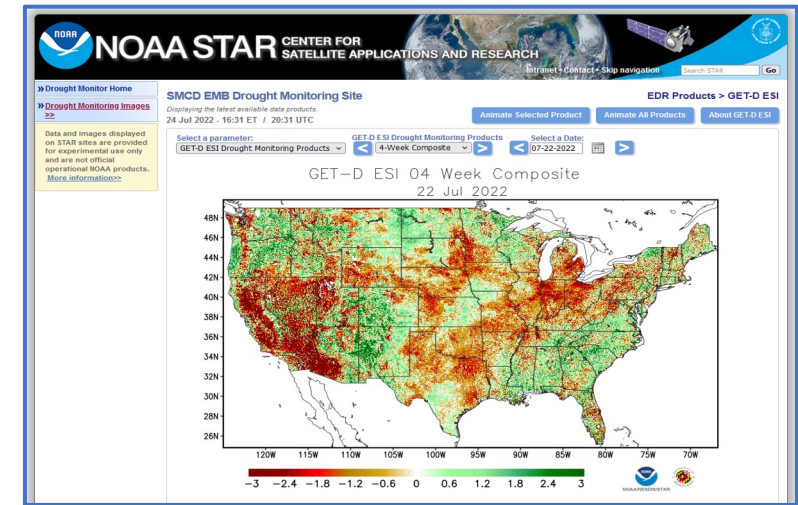 NOAA
NOAA STAR CENTER FOR
SATELLITE APPLICATIONS AND RESEARCH
Intranet • Contact • Skip navigation
Search STAR
Go
» Drought Monitor Home
» Drought Monitoring Images
>>
Data and images displayed
on STAR sites are provided
for experimental use only
and are not official
operational NOAA products.
More information>>
SMCD EMB Drought Monitoring Site
EDR Products > GET-D ESI
Displaying the latest available data products.
24 Jul 2022 - 16:31 ET / 20:31 UTC
Animate Selected Product
Animate All Products
About GET-D ESI
Select a parameter:
GET-D ESI Drought Monitoring Products
GET-D ESI Drought Monitoring Products
< 4-Week Composite >
Select a Date:
< 07-22-2022 >
GET-D ESI 04 Week Composite
22 Jul 2022
48N
46N
44N
42N
40N
38N
36N
34N
32N
30N
28N
26N
120W 115W 110W 105W 100W 95W 90W 85W 80W 75W 70W
-3 -2.4 -1.8 -1.2 -0.6 0 0.6 1.2 1.8 2.4 3
NOAA/NESDIS/STAR